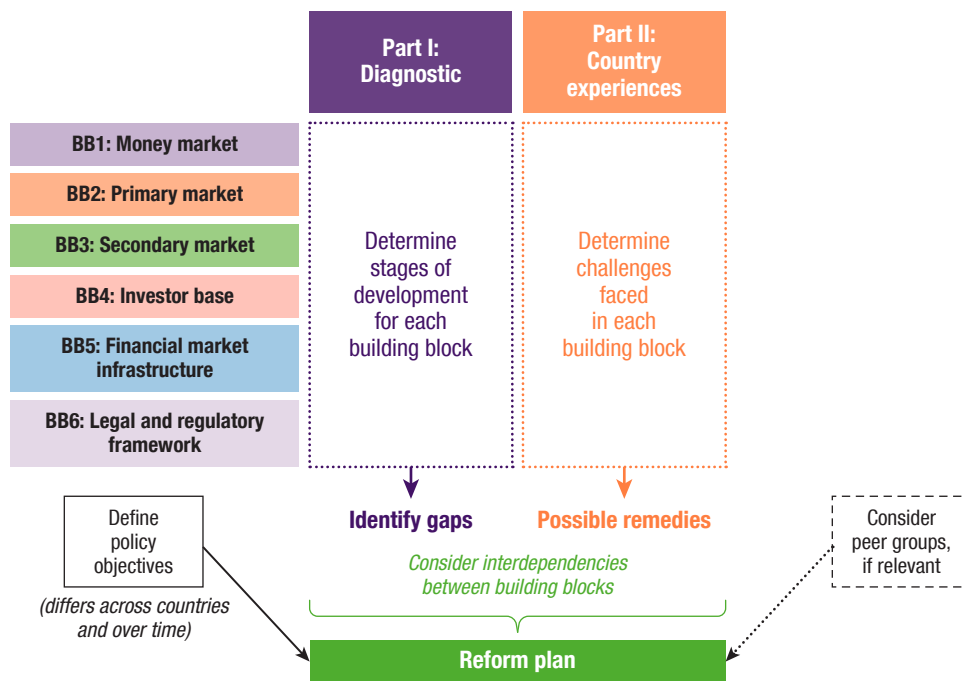 Part I:
Diagnostic
Part II:
Country
experiences
BB1: Money market
BB2: Primary market
BB3: Secondary market
BB4: Investor base
BB5: Financial market
infrastructure
BB6: Legal and regulatory
framework
Determine
stages of
development
for each
building block
Determine
challenges
faced
in each
building block
Identify gaps
Possible remedies
Define
policy
objectives
(differs across countries
and over time)
Consider interdependencies
between building blocks
Consider
peer groups,
if relevant
Reform plan